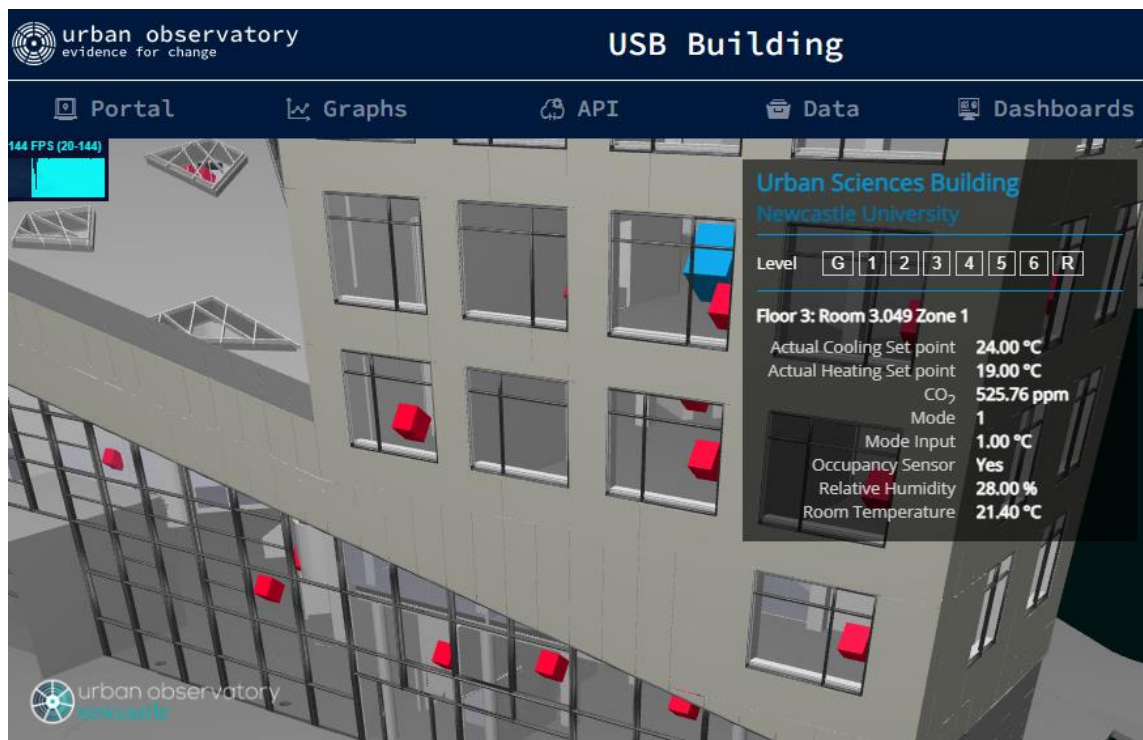 urban observatory
evidence for change
USB Building
Portal
Graphs
API
Data
Dashboards
144 FPS (20-144)
Urban Sciences Building
Newcastle University
Level G 1 2 3 4 5 6 R
Floor 3: Room 3.049 Zone 1
Actual Cooling Set point 24.00 °C
Actual Heating Set point 19.00 °C
CO₂ 525.76 ppm
Mode 1
Mode Input 1.00 °C
Occupancy Sensor Yes
Relative Humidity 28.00 %
Room Temperature 21.40 °C
urban observatory
newcastle